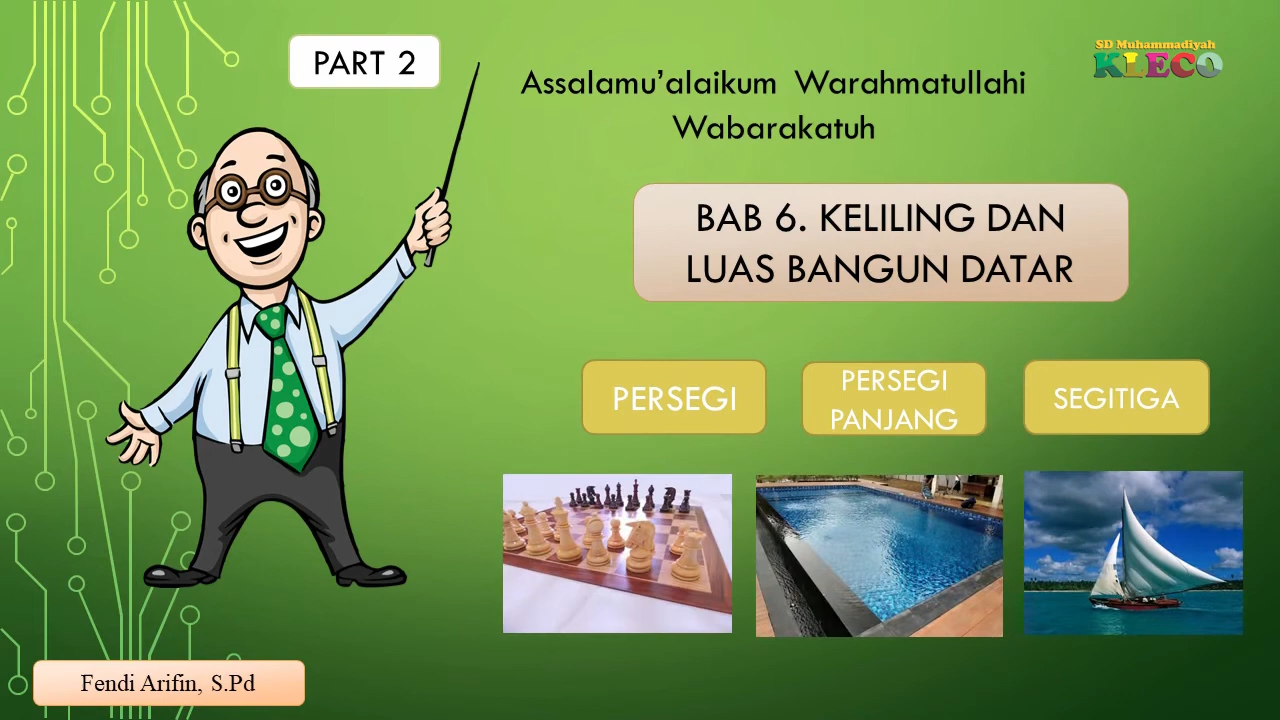 PART 2
SD Muhammadiyah
KLECO
Assalamu’alaikum Warahmatullahi
Wabarakatuh
BAB 6. KELILING DAN
LUAS BANGUN DATAR
PERSEGI
PERSEGI
PANJANG
SEGITIGA
Fendi Arifin, S.Pd